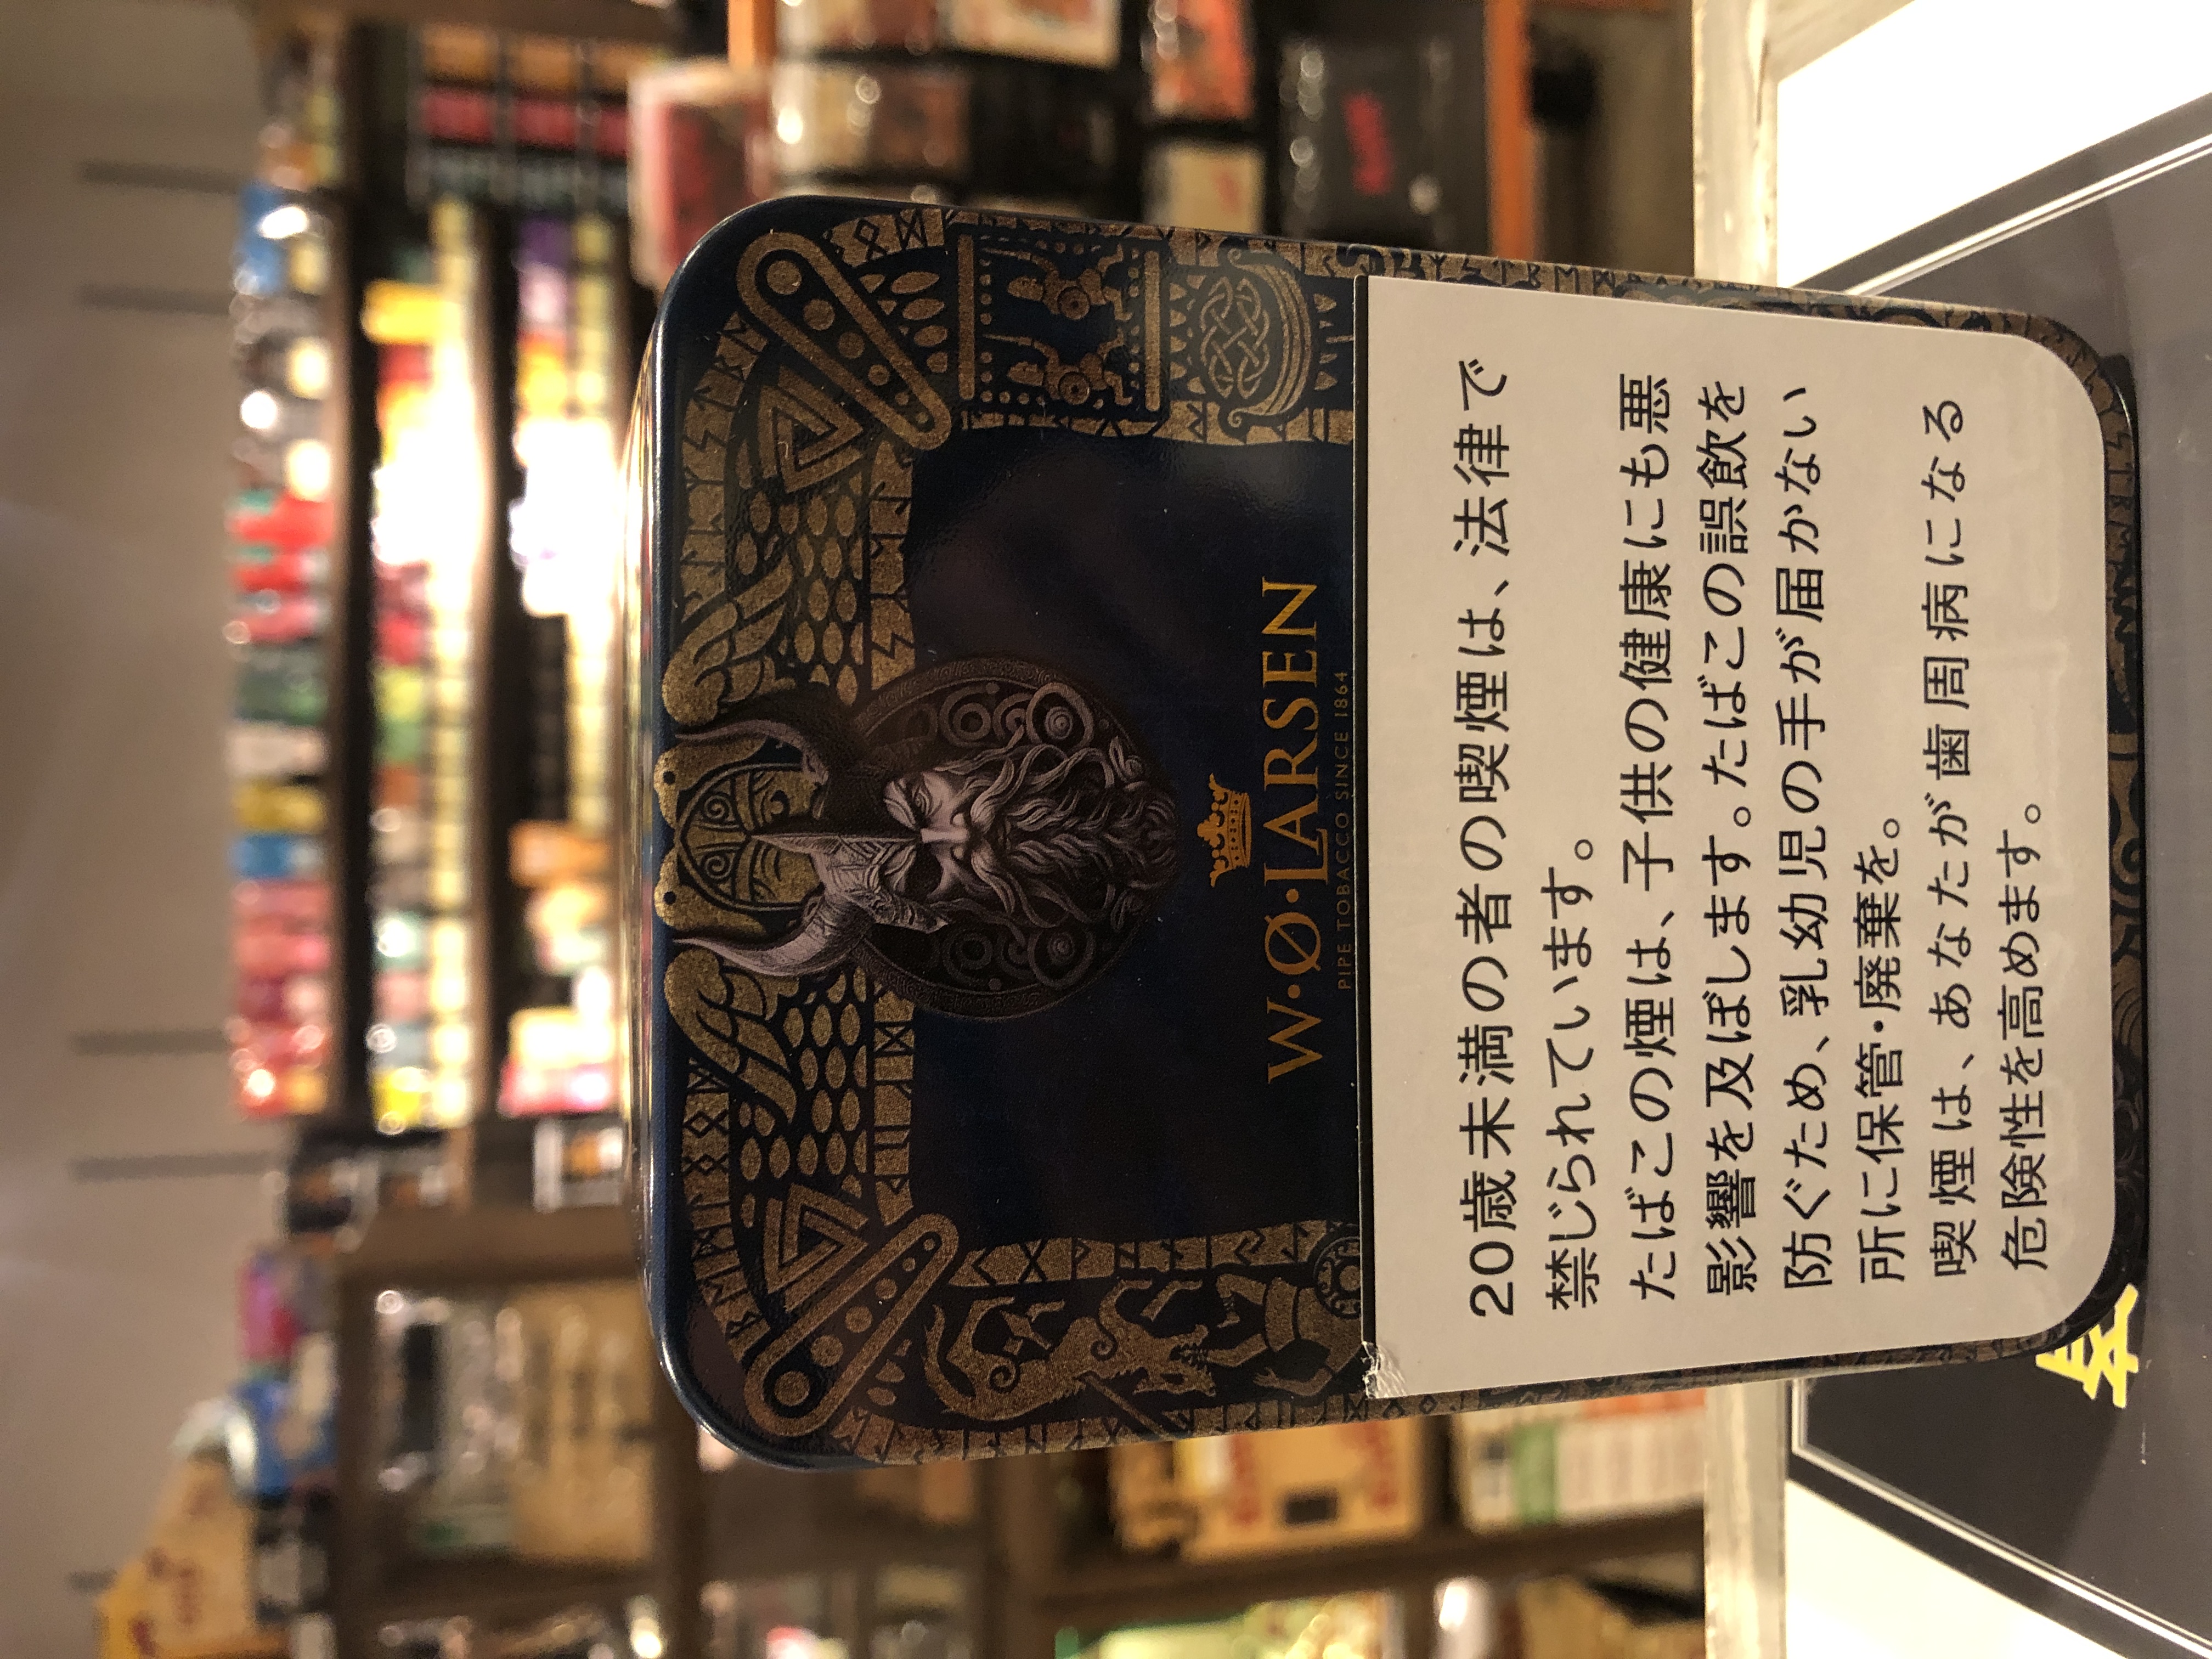 W·Ø·LARSEN
PIPE TOBACCO SINCE 1864
20歳未満の者の喫煙は、法律で
禁じられています。
たばこの煙は、子供の健康にも悪
影響を及ぼします。たばこの誤飲を
防ぐため、乳幼児の手が届かない
所に保管・廃棄を。
喫煙は、あなたが歯周病になる
危険性を高めます。